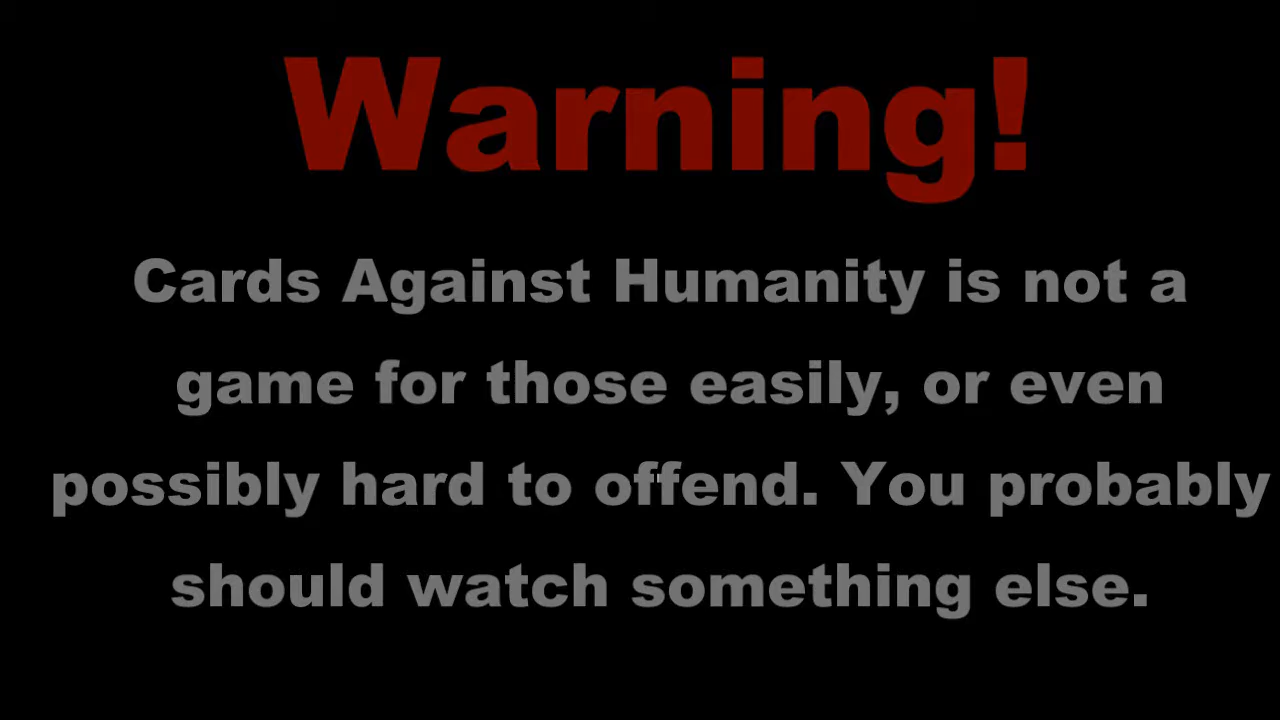 Warning!
Cards Against Humanity is not a
game for those easily, or even
possibly hard to offend. You probably
should watch something else.